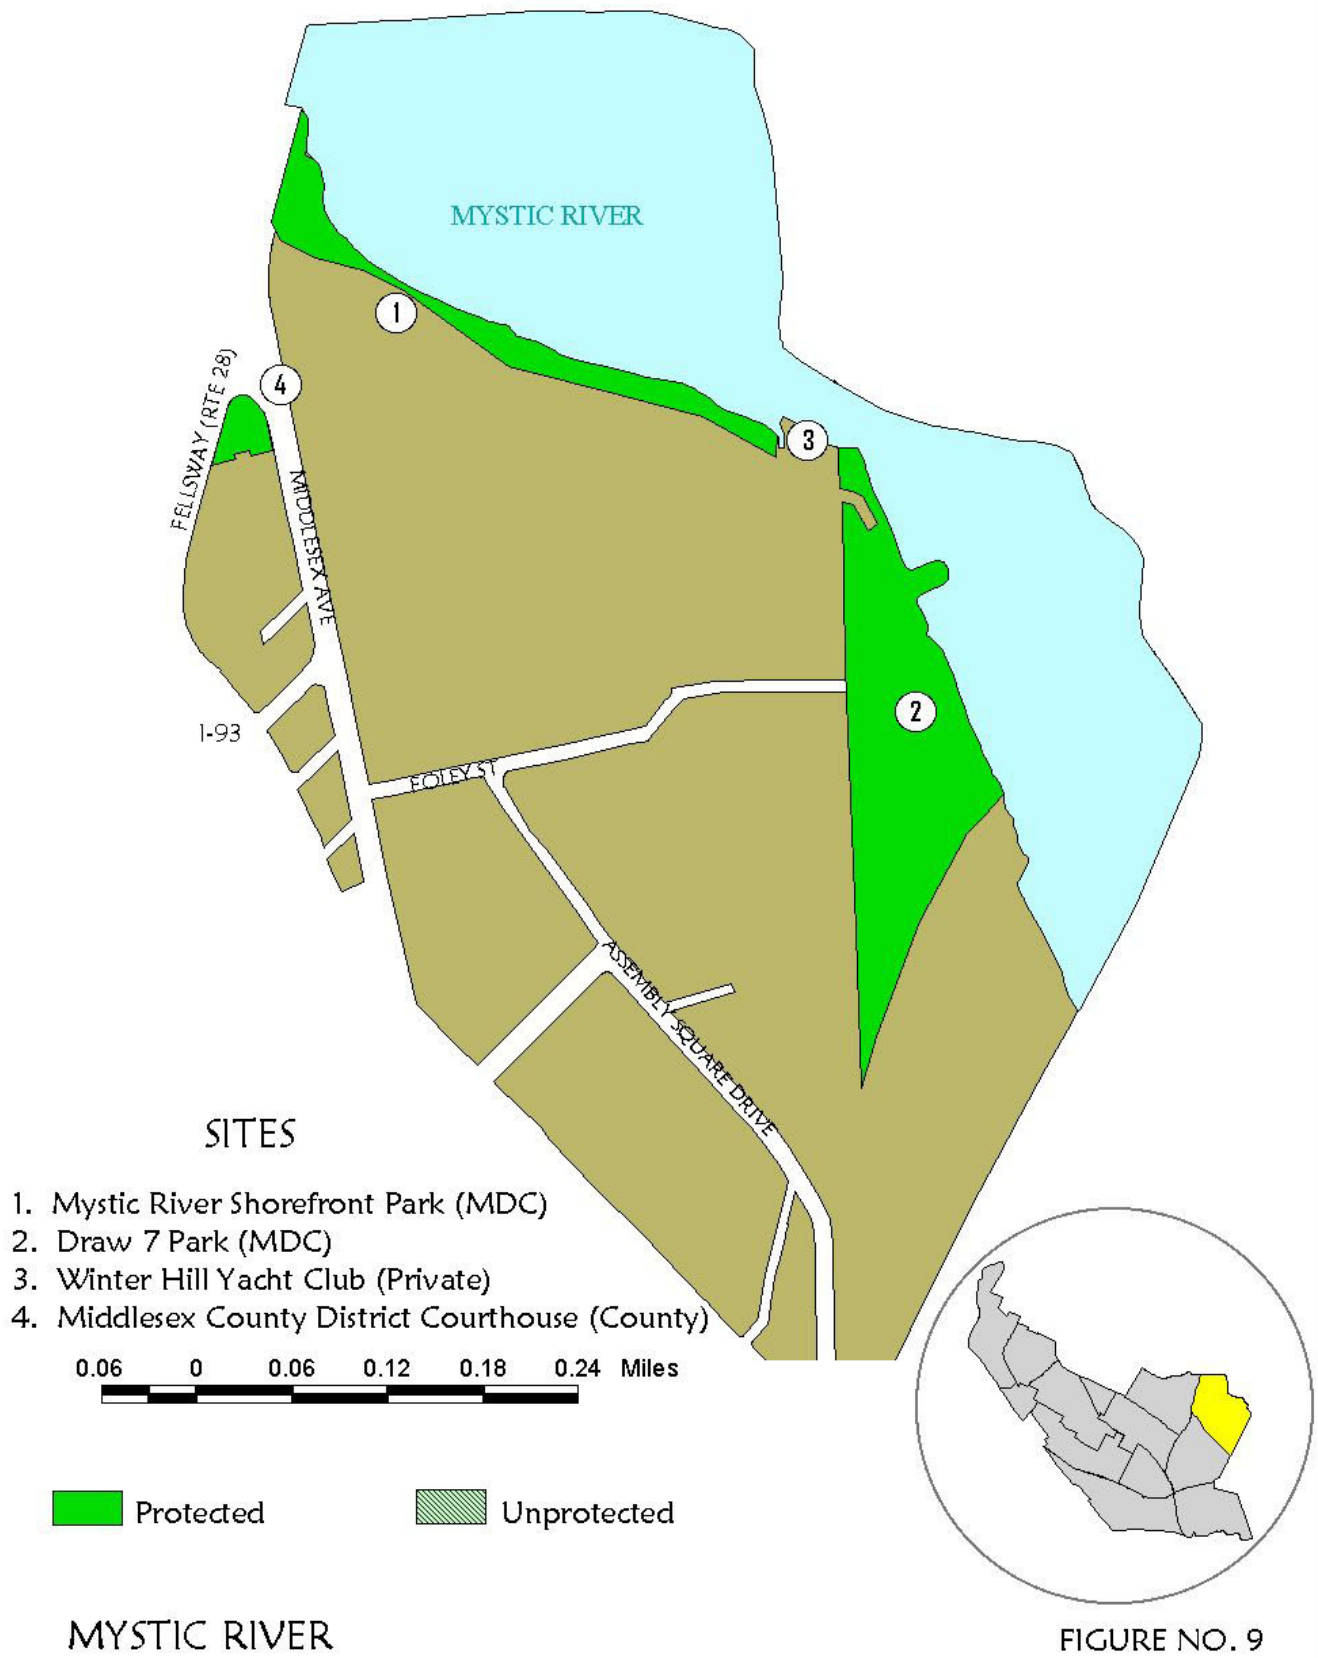 MYSTIC RIVER
1
FELLSWAY (RTE 28)
4
3
MIDDLESEX AVE
2
I-93
FOLEY ST
ASSEMBLY SQUARE DRIVE
SITES
1. Mystic River Shorefront Park (MDC)
2. Draw 7 Park (MDC)
3. Winter Hill Yacht Club (Private)
4. Middlesex County District Courthouse (County)
0.06 0 0.06 0.12 0.18 0.24 Miles
Protected Unprotected
MYSTIC RIVER
FIGURE NO. 9